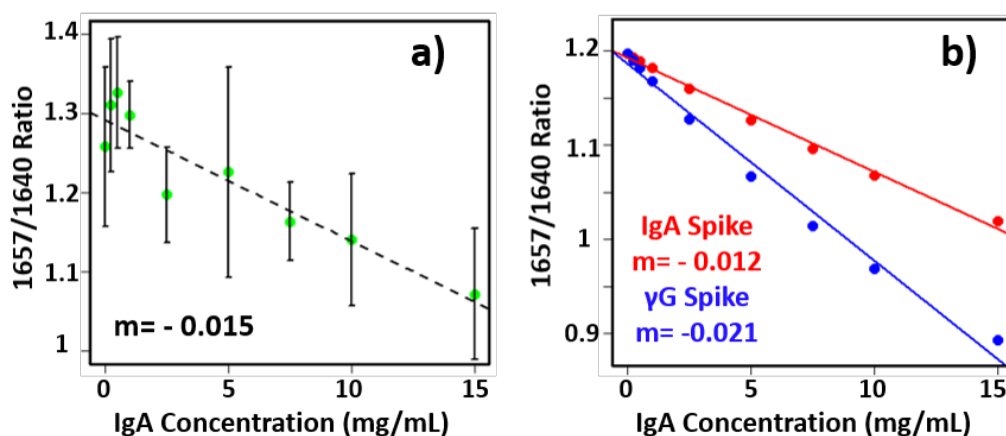 a)
1.4
1.3
1.2
1.1
1
1657/1640 Ratio
m= - 0.015
0 5 10 15
IgA Concentration (mg/mL)
b)
1.2
1.1
1
0.9
1657/1640 Ratio
IgA Spike
m= - 0.012
γG Spike
m= -0.021
0 5 10 15
IgA Concentration (mg/mL)